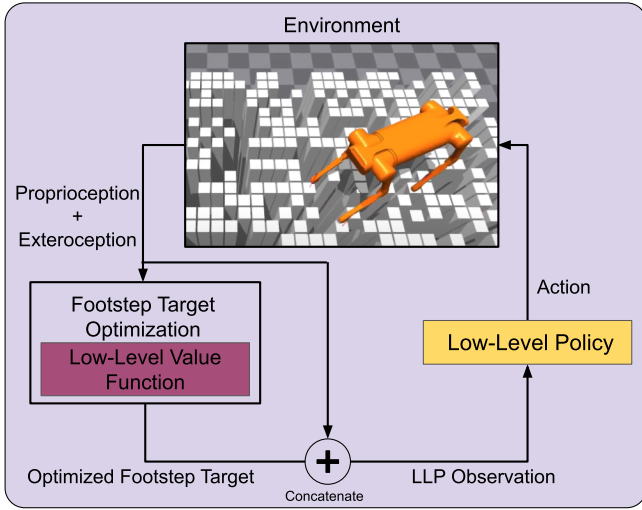 Environment
Proprioception
+
Exteroception
Footstep Target
Optimization
Low-Level Value
Function
Action
Low-Level Policy
+
Optimized Footstep Target
LLP Observation
Concatenate